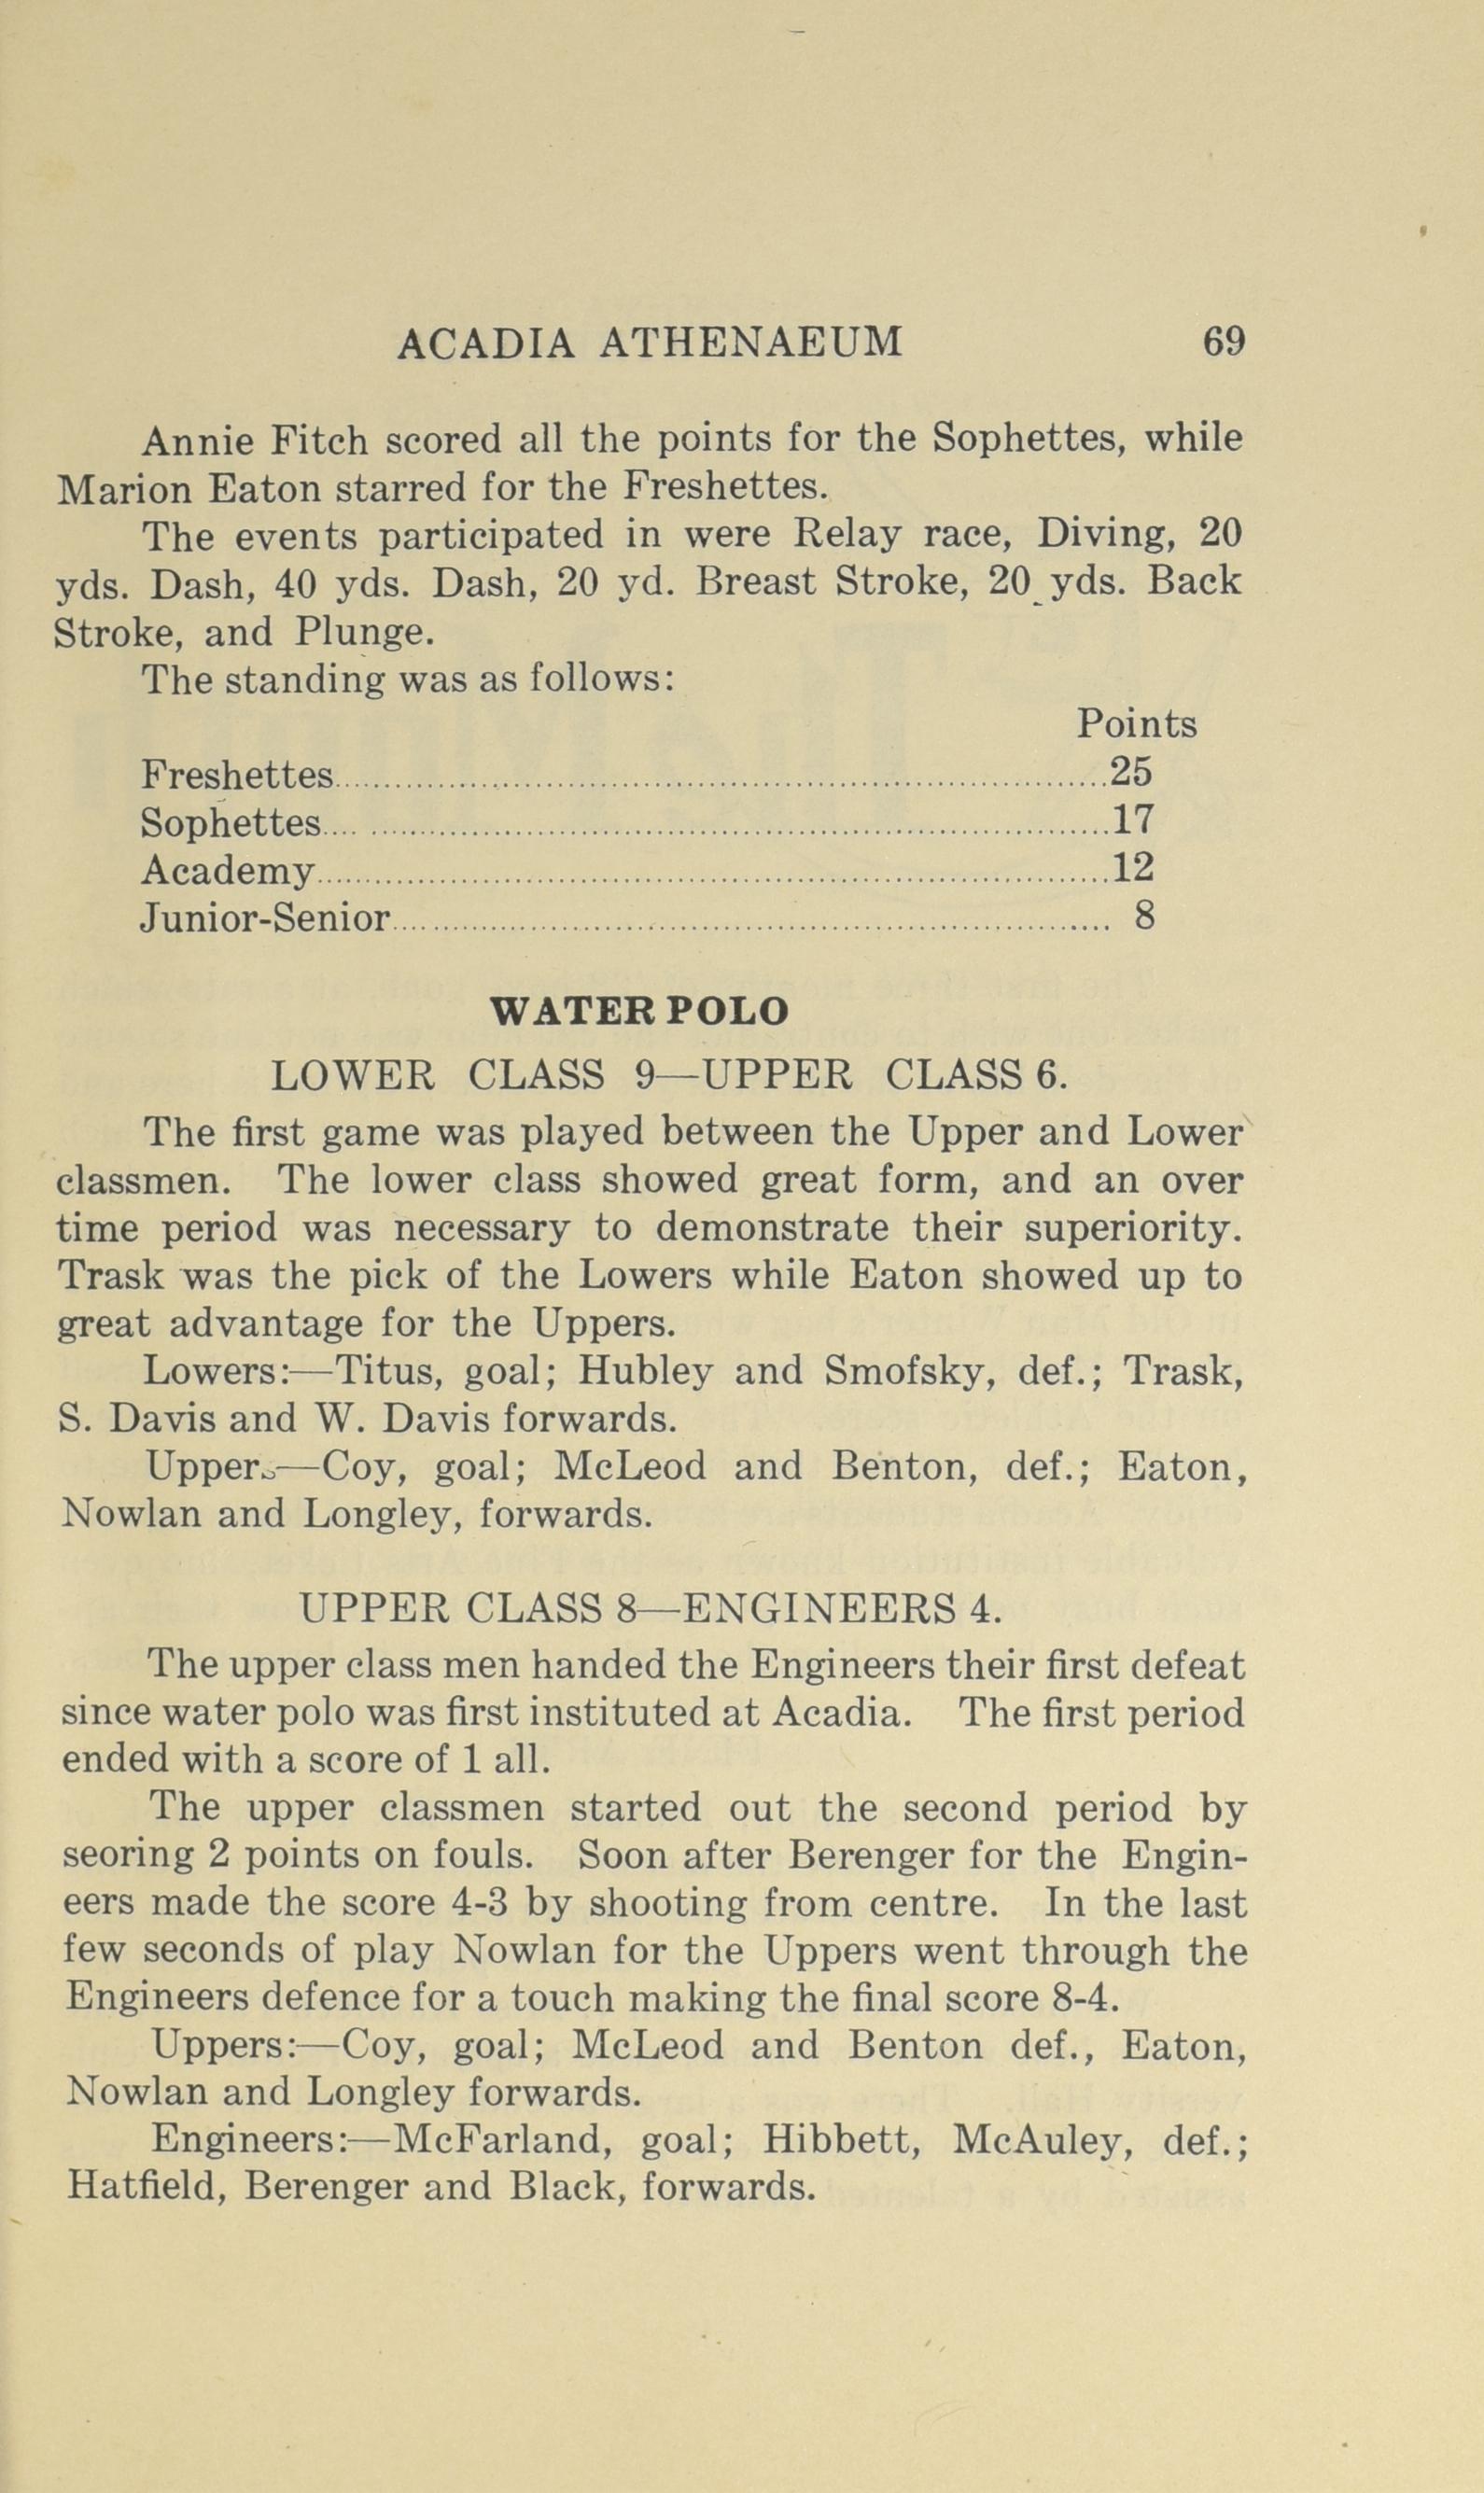 ACADIA ATHENAEUM 69
Annie Fitch scored all the points for the Sophettes, while
Marion Eaton starred for the Freshettes.
The events participated in were Relay race, Diving, 20
yds. Dash, 40 yds. Dash, 20 yd. Breast Stroke, 20 yds. Back
Stroke, and Plunge.
The standing was as follows:
Points
Freshettes........................25
Sophettes........................17
Academy........................12
Junior-Senior........................ 8
WATER POLO
LOWER CLASS 9—UPPER CLASS 6.
The first game was played between the Upper and Lower
classmen. The lower class showed great form, and an over
time period was necessary to demonstrate their superiority.
Trask was the pick of the Lowers while Eaton showed up to
great advantage for the Uppers.
Lowers:—Titus, goal; Hubley and Smofsky, def.; Trask,
S. Davis and W. Davis forwards.
Uppers—Coy, goal; McLeod and Benton, def.; Eaton,
Nowlan and Longley, forwards.
UPPER CLASS 8—ENGINEERS 4.
The upper class men handed the Engineers their first defeat
since water polo was first instituted at Acadia. The first period
ended with a score of 1 all.
The upper classmen started out the second period by
seoring 2 points on fouls. Soon after Berenger for the Engin-
eers made the score 4-3 by shooting from centre. In the last
few seconds of play Nowlan for the Uppers went through the
Engineers defence for a touch making the final score 8-4.
Uppers:—Coy, goal; McLeod and Benton def., Eaton,
Nowlan and Longley forwards.
Engineers:—McFarland, goal; Hibbett, McAuley, def.;
Hatfield, Berenger and Black, forwards.